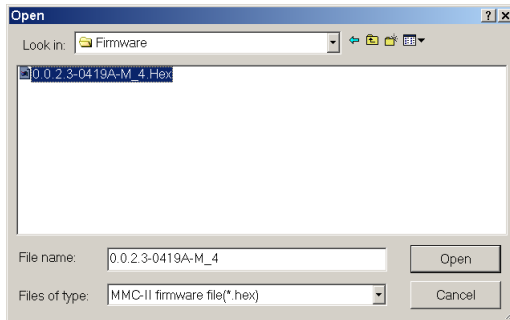 Open
Look in: Firmware
0.0.2.3-0419A-M_4.Hex
File name: 0.0.2.3-0419A-M_4 Open
Files of type: MMC-II firmware file(*.hex) Cancel